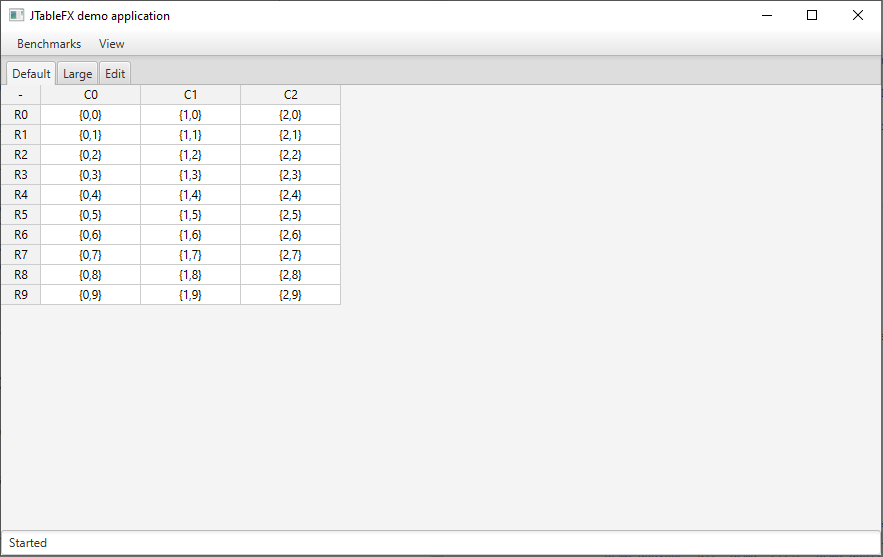 JTableFX demo application
Benchmarks View
Default Large Edit
- C0 C1 C2
R0 {0,0} {1,0} {2,0}
R1 {0,1} {1,1} {2,1}
R2 {0,2} {1,2} {2,2}
R3 {0,3} {1,3} {2,3}
R4 {0,4} {1,4} {2,4}
R5 {0,5} {1,5} {2,5}
R6 {0,6} {1,6} {2,6}
R7 {0,7} {1,7} {2,7}
R8 {0,8} {1,8} {2,8}
R9 {0,9} {1,9} {2,9}
Started